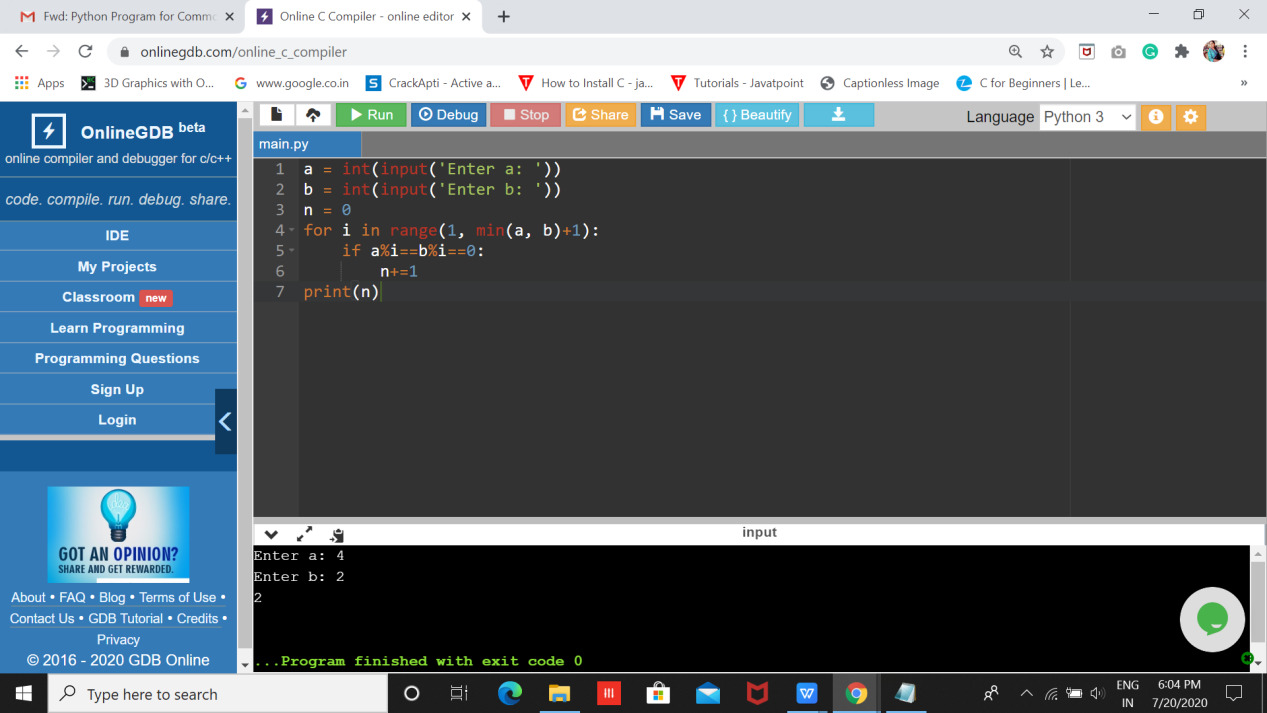 Fwd: Python Program for Commo
Online C Compiler - online editor
onlinegdb.com/online_c_compiler
Apps 3D Graphics with O... www.google.co.in CrackApti - Active a... How to Install C - ja... Tutorials - Javatpoint Captionless Image C for Beginners | Le... »
OnlineGDB beta
online compiler and debugger for c/c++
code. compile. run. debug. share.
IDE
My Projects
Classroom new
Learn Programming
Programming Questions
Sign Up
Login
GOT AN OPINION?
SHARE AND GET REWARDED.
About • FAQ • Blog • Terms of Use •
Contact Us • GDB Tutorial • Credits •
Privacy
© 2016 - 2020 GDB Online
Run Debug Stop Share Save { } Beautify
Language Python 3
main.py
1 a = int(input('Enter a: '))
2 b = int(input('Enter b: '))
3 n = 0
4 for i in range(1, min(a, b)+1):
5 if a%i==b%i==0:
6 n+=1
7 print(n)
input
Enter a: 4
Enter b: 2
2
...Program finished with exit code 0
Type here to search
ENG
IN
6:04 PM
7/20/2020